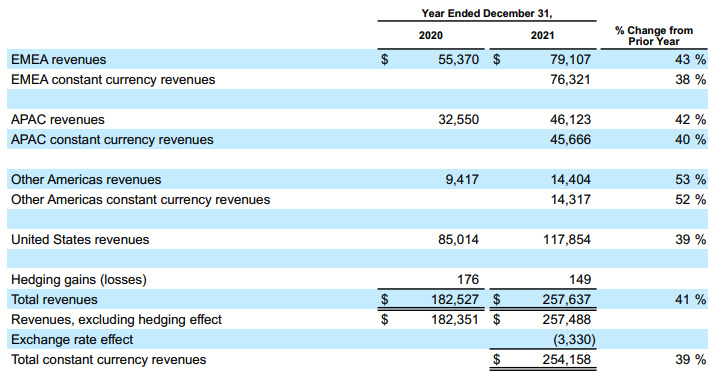 Year Ended December 31,
2020 2021 % Change from Prior Year
EMEA revenues $ 55,370 $ 79,107 43 %
EMEA constant currency revenues 76,321 38 %
APAC revenues 32,550 46,123 42 %
APAC constant currency revenues 45,666 40 %
Other Americas revenues 9,417 14,404 53 %
Other Americas constant currency revenues 14,317 52 %
United States revenues 85,014 117,854 39 %
Hedging gains (losses) 176 149
Total revenues $ 182,527 $ 257,637 41 %
Revenues, excluding hedging effect $ 182,351 $ 257,488
Exchange rate effect (3,330)
Total constant currency revenues $ 254,158 39 %